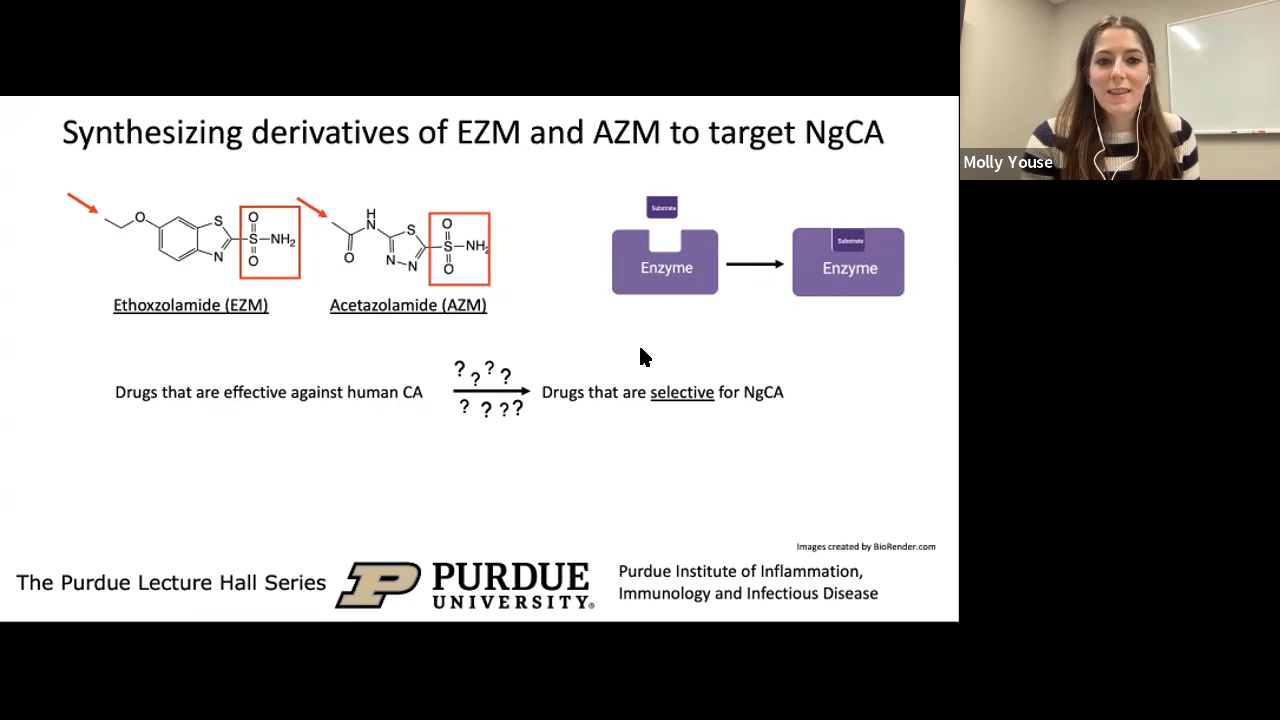 Synthesizing derivatives of EZM and AZM to target NgCA
O
S
N
O
S
O
NH₂
Ethoxzolamide (EZM)
H
N
O
S
N
N
O
S
O
NH₂
Acetazolamide (AZM)
Substrate
Enzyme
Substrate
Enzyme
Drugs that are effective against human CA
? ? ? ?
? ? ? ?
Drugs that are selective for NgCA
Images created by BioRender.com
The Purdue Lecture Hall Series
P PURDUE
UNIVERSITY®
Purdue Institute of Inflammation,
Immunology and Infectious Disease
Molly Youse